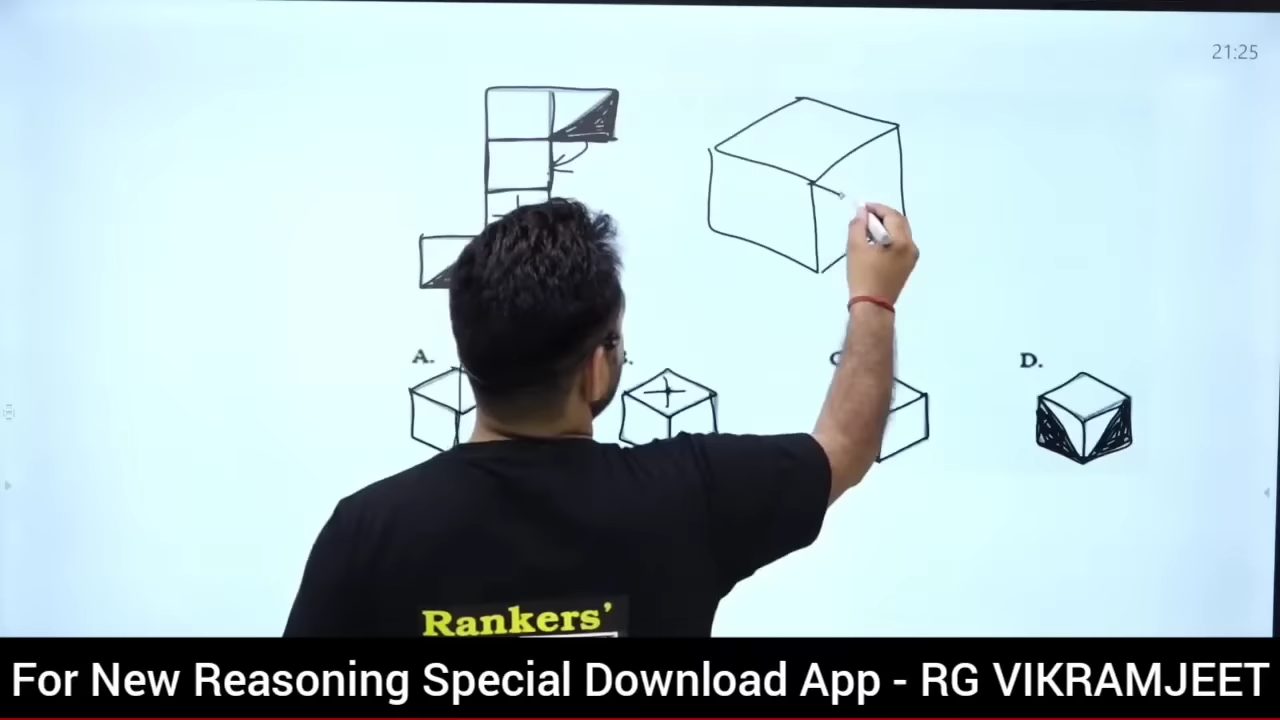 21:25
A.
D.
Rankers'
For New Reasoning Special Download App - RG VIKRAMJEET